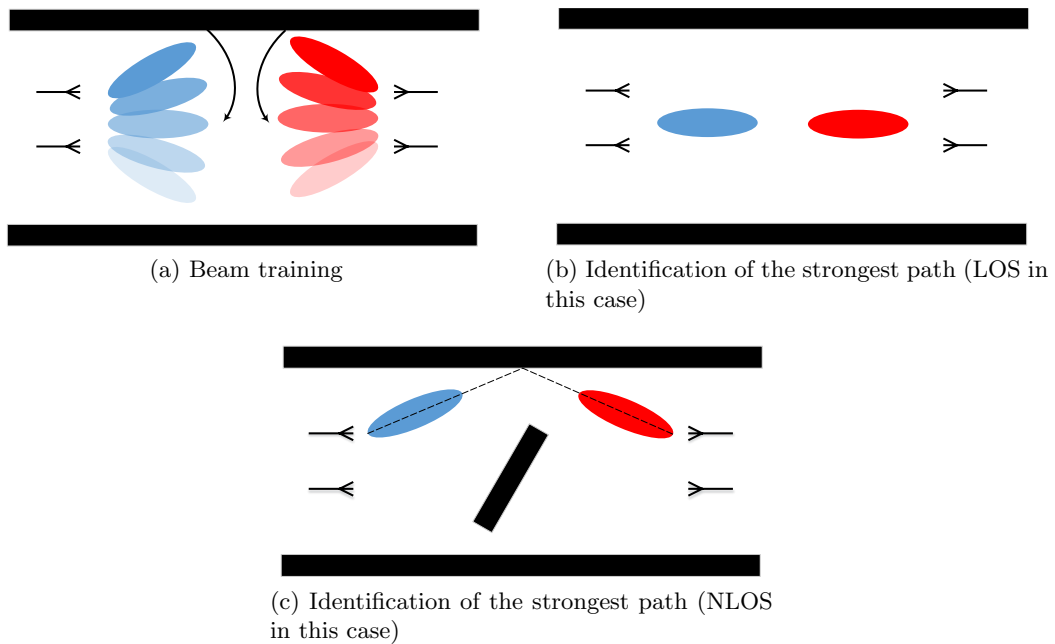 (a) Beam training
(b) Identification of the strongest path (LOS in
this case)
(c) Identification of the strongest path (NLOS
in this case)